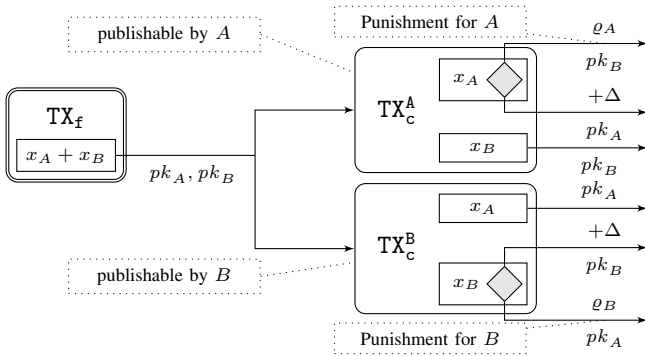 publishable by A
Punishment for A
ϱ_A
pk_B
x_A
+Δ
pk_A
TX_c^A
x_B
pk_B
TX_f
x_A + x_B
pk_A, pk_B
x_A
pk_A
TX_c^B
+Δ
pk_B
x_B
publishable by B
ϱ_B
pk_A
Punishment for B